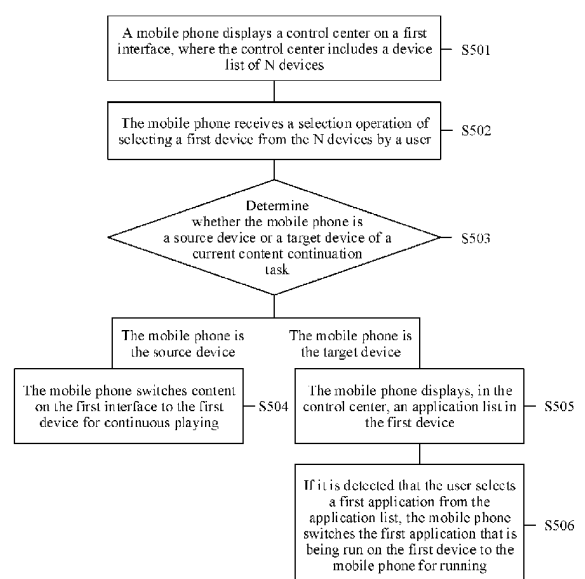 A mobile phone displays a control center on a first
interface, where the control center includes a device
list of N devices
S501
The mobile phone receives a selection operation of
selecting a first device from the N devices by a user
S502
Determine
whether the mobile phone is
a source device or a target device of a
current content continuation
task
S503
The mobile phone is
the source device
The mobile phone is
the target device
The mobile phone switches content
on the first interface to the first
device for continuous playing
S504
The mobile phone displays, in the
control center, an application list in
the first device
S505
If it is detected that the user selects
a first application from the
application list, the mobile phone
switches the first application that is
being run on the first device to the
mobile phone for running
S506